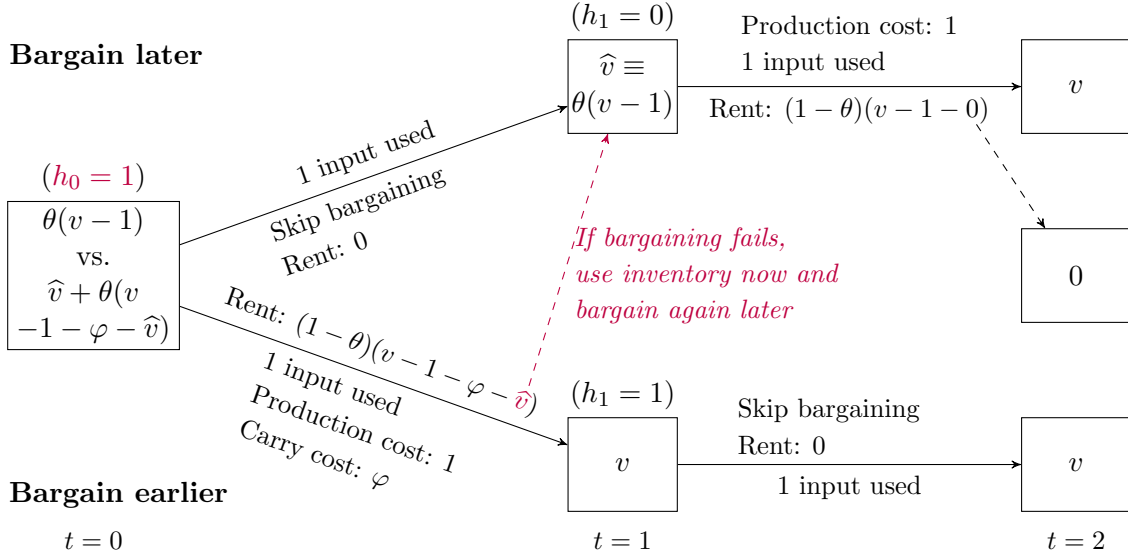 Bargain later
(h₀ = 1)
θ(v − 1)
vs.
v̂ + θ(v
−1 − φ − v̂)
1 input used
Skip bargaining
Rent: 0
Rent: (1 − θ)(v − 1 − φ − v̂)
1 input used
Production cost: 1
Carry cost: φ
(h₁ = 0)
v̂ ≡
θ(v − 1)
Production cost: 1
1 input used
Rent: (1 − θ)(v − 1 − 0)
v
0
If bargaining fails,
use inventory now and
bargain again later
(h₁ = 1)
v
Skip bargaining
Rent: 0
1 input used
v
Bargain earlier
t = 0
t = 1
t = 2